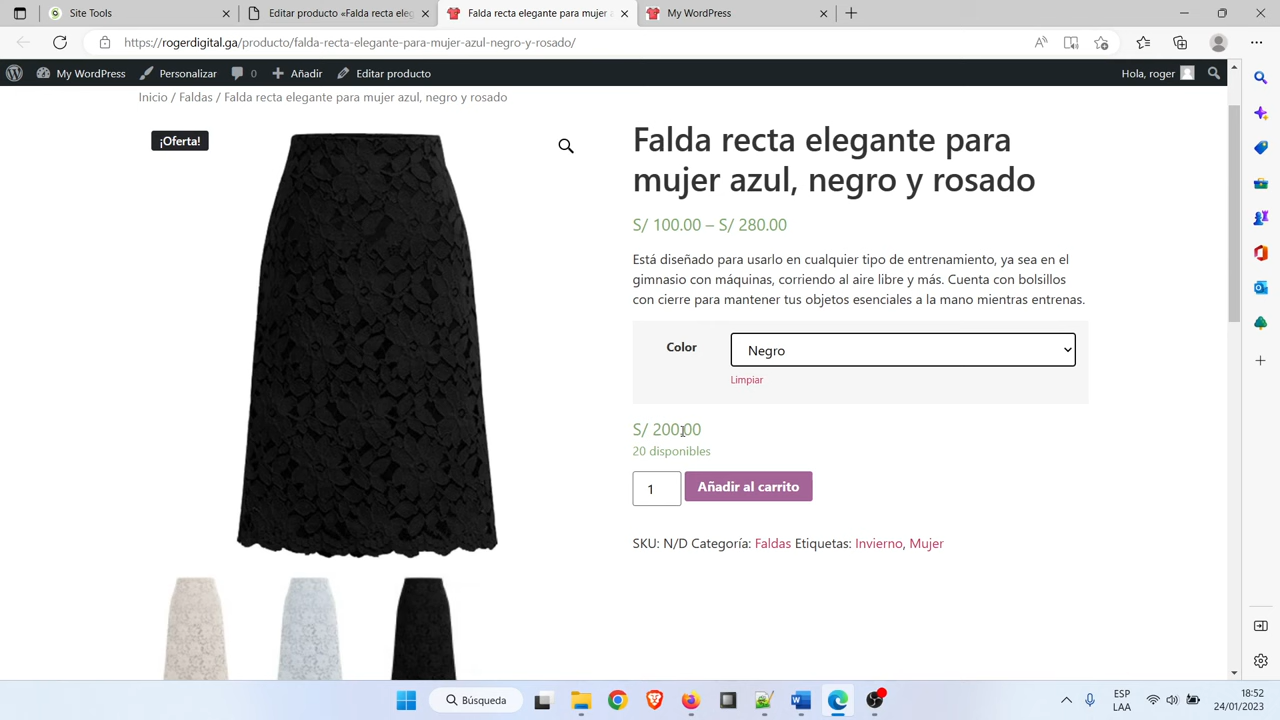 Site Tools
Editar producto «Falda recta ele
Falda recta elegante para mujer a
My WordPress
https://rogerdigital.ga/producto/falda-recta-elegante-para-mujer-azul-negro-y-rosado/
My WordPress
Personalizar
0
Añadir
Editar producto
Hola, roger
Inicio / Faldas / Falda recta elegante para mujer azul, negro y rosado
¡Oferta!
Falda recta elegante para
mujer azul, negro y rosado
S/ 100.00 – S/ 280.00
Está diseñado para usarlo en cualquier tipo de entrenamiento, ya sea en el
gimnasio con máquinas, corriendo al aire libre y más. Cuenta con bolsillos
con cierre para mantener tus objetos esenciales a la mano mientras entrenas.
Color
Negro
Limpiar
S/ 200.00
20 disponibles
1
Añadir al carrito
SKU: N/D Categoría: Faldas Etiquetas: Invierno, Mujer
Búsqueda
ESP
LAA
18:52
24/01/2023